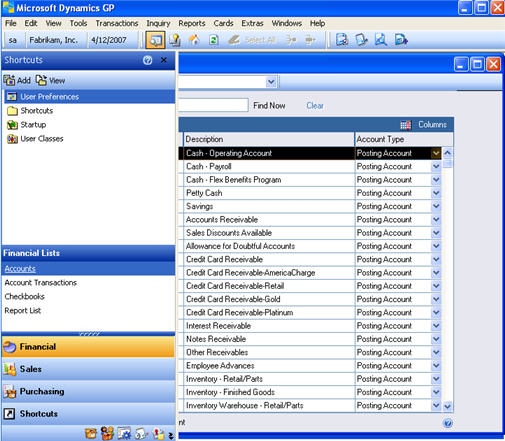 Microsoft Dynamics GP
File Edit View Tools Transactions Inquiry Reports Cards Extras Windows Help
sa Fabrikam, Inc. 4/12/2007 Select All
Shortcuts
Add View
User Preferences
Shortcuts
Startup
User Classes
Financial Lists
Accounts
Account Transactions
Checkbooks
Report List
Financial
Sales
Purchasing
Shortcuts
Find Now Clear
Columns
Description Account Type
Cash - Operating Account Posting Account
Cash - Payroll Posting Account
Cash - Flex Benefits Program Posting Account
Petty Cash Posting Account
Savings Posting Account
Accounts Receivable Posting Account
Sales Discounts Available Posting Account
Allowance for Doubtful Accounts Posting Account
Credit Card Receivable Posting Account
Credit Card Receivable-AmericaCharge Posting Account
Credit Card Receivable-Retail Posting Account
Credit Card Receivable-Gold Posting Account
Credit Card Receivable-Platinum Posting Account
Interest Receivable Posting Account
Notes Receivable Posting Account
Other Receivables Posting Account
Employee Advances Posting Account
Inventory - Retail/Parts Posting Account
Inventory - Finished Goods Posting Account
Inventory Warehouse - Retail/Parts Posting Account
nt